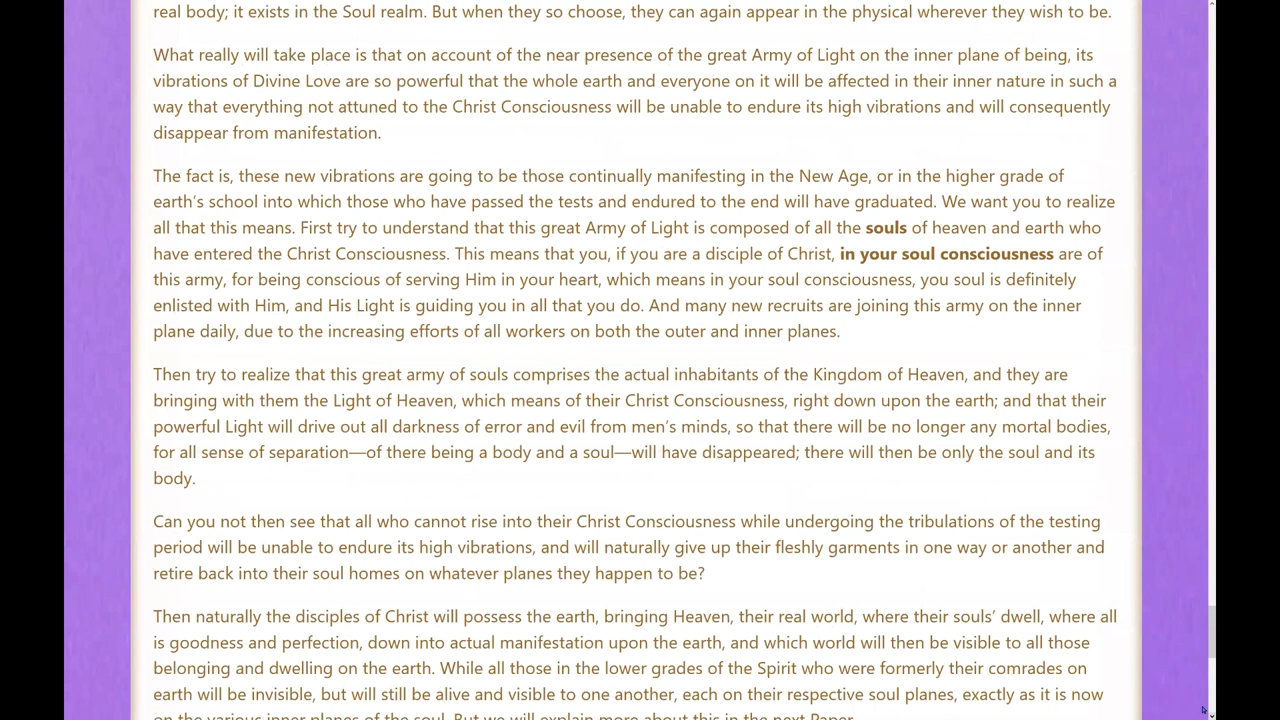 real body; it exists in the Soul realm. But when they so choose, they can again appear in the physical wherever they wish to be.
What really will take place is that on account of the near presence of the great Army of Light on the inner plane of being, its
vibrations of Divine Love are so powerful that the whole earth and everyone on it will be affected in their inner nature in such a
way that everything not attuned to the Christ Consciousness will be unable to endure its high vibrations and will consequently
disappear from manifestation.
The fact is, these new vibrations are going to be those continually manifesting in the New Age, or in the higher grade of
earth's school into which those who have passed the tests and endured to the end will have graduated. We want you to realize
all that this means. First try to understand that this great Army of Light is composed of all the souls of heaven and earth who
have entered the Christ Consciousness. This means that you, if you are a disciple of Christ, in your soul consciousness are of
this army, for being conscious of serving Him in your heart, which means in your soul consciousness, you soul is definitely
enlisted with Him, and His Light is guiding you in all that you do. And many new recruits are joining this army on the inner
plane daily, due to the increasing efforts of all workers on both the outer and inner planes.
Then try to realize that this great army of souls comprises the actual inhabitants of the Kingdom of Heaven, and they are
bringing with them the Light of Heaven, which means of their Christ Consciousness, right down upon the earth; and that their
powerful Light will drive out all darkness of error and evil from men's minds, so that there will be no longer any mortal bodies,
for all sense of separation—of there being a body and a soul—will have disappeared; there will then be only the soul and its
body.
Can you not then see that all who cannot rise into their Christ Consciousness while undergoing the tribulations of the testing
period will be unable to endure its high vibrations, and will naturally give up their fleshly garments in one way or another and
retire back into their soul homes on whatever planes they happen to be?
Then naturally the disciples of Christ will possess the earth, bringing Heaven, their real world, where their souls' dwell, where all
is goodness and perfection, down into actual manifestation upon the earth, and which world will then be visible to all those
belonging and dwelling on the earth. While all those in the lower grades of the Spirit who were formerly their comrades on
earth will be invisible, but will still be alive and visible to one another, each on their respective soul planes, exactly as it is now
on the various inner planes of the soul. But we will explain more about this in the next Paper.